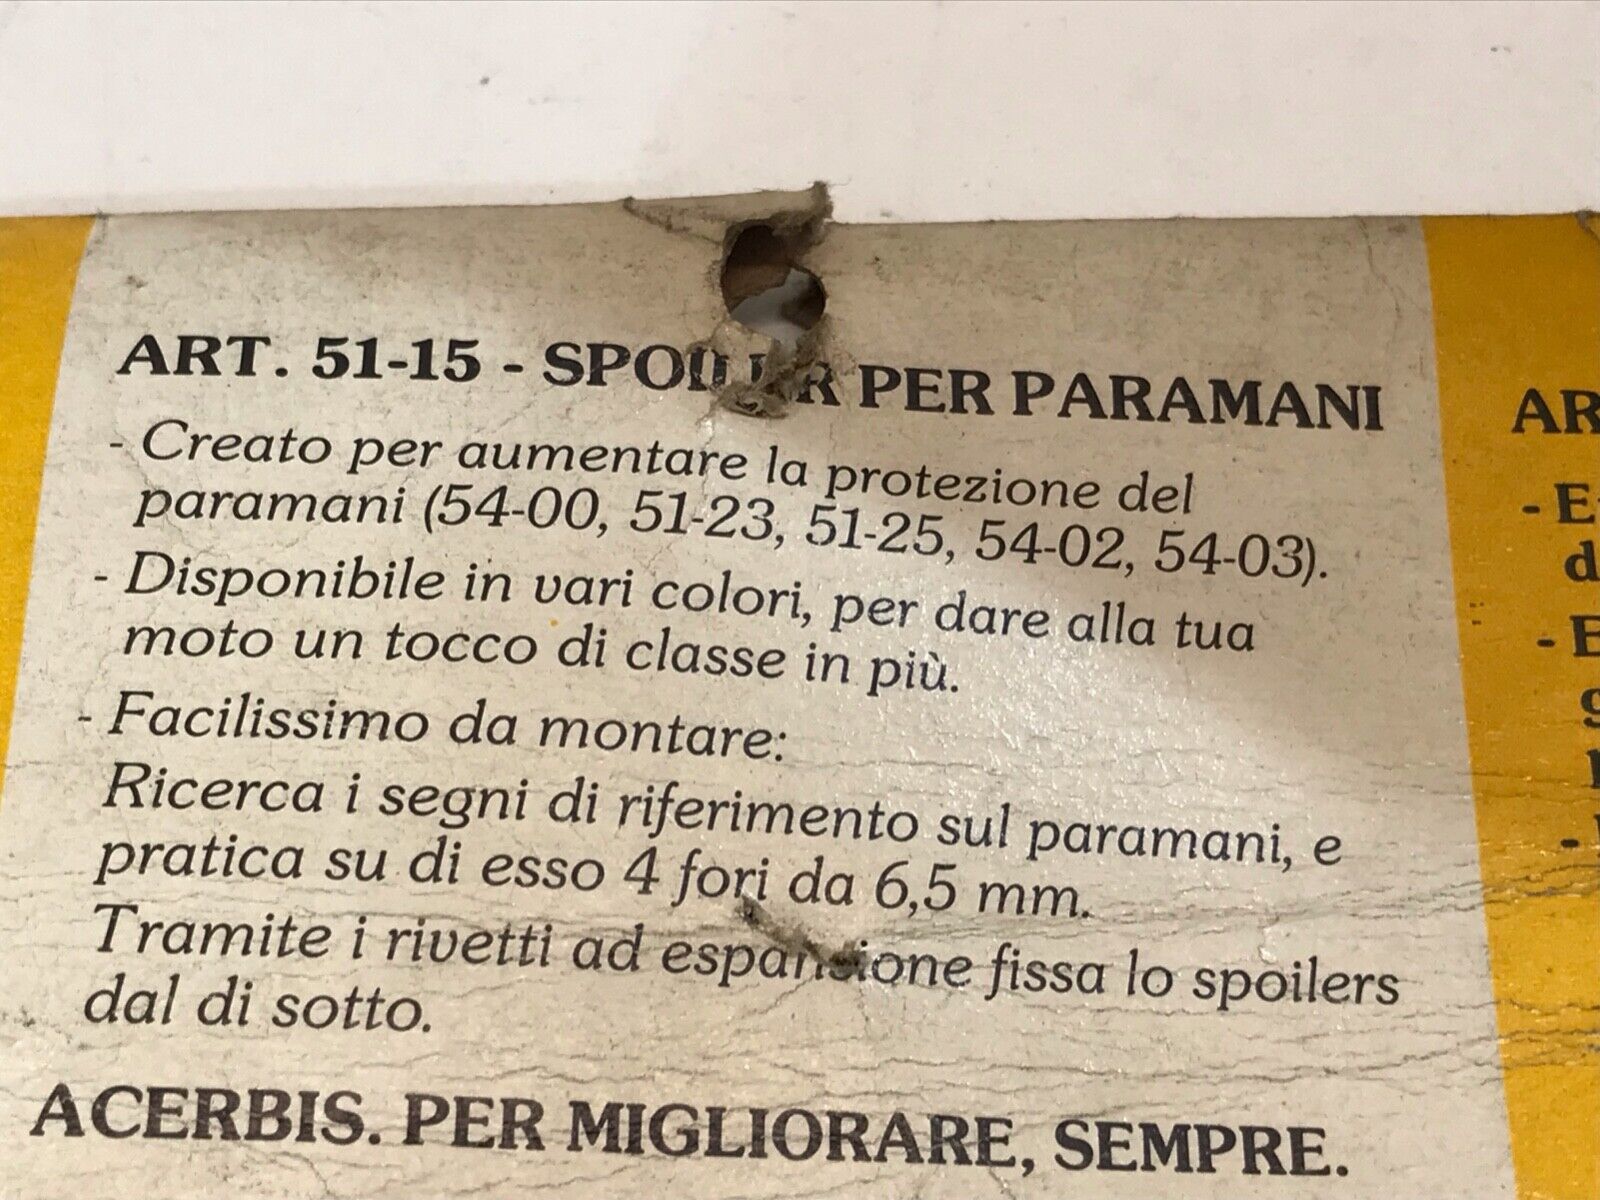 ART. 51-15 - SPOILER PER PARAMANI
- Creato per aumentare la protezione del
paramani (54-00, 51-23, 51-25, 54-02, 54-03).
- Disponibile in vari colori, per dare alla tua
moto un tocco di classe in più.
- Facilissimo da montare:
Ricerca i segni di riferimento sul paramani, e
pratica su di esso 4 fori da 6,5 mm.
Tramite i rivetti ad espansione fissa lo spoilers
dal di sotto.
ACERBIS. PER MIGLIORARE, SEMPRE.